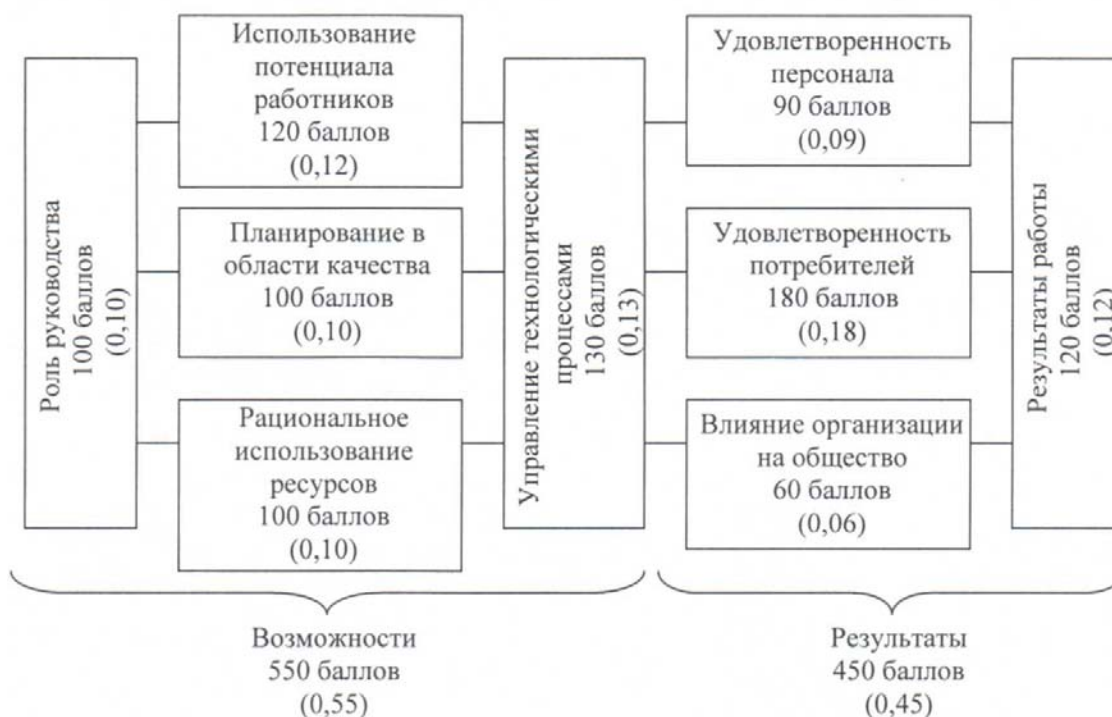 Роль руководства
100 баллов
(0,10)
Использование
потенциала
работников
120 баллов
(0,12)
Планирование в
области качества
100 баллов
(0,10)
Рациональное
использование
ресурсов
100 баллов
(0,10)
Управление технологическими
процессами
130 баллов
(0,13)
Удовлетворенность
персонала
90 баллов
(0,09)
Удовлетворенность
потребителей
180 баллов
(0,18)
Влияние организации
на общество
60 баллов
(0,06)
Результаты работы
120 баллов
(0,12)
Возможности
550 баллов
(0,55)
Результаты
450 баллов
(0,45)